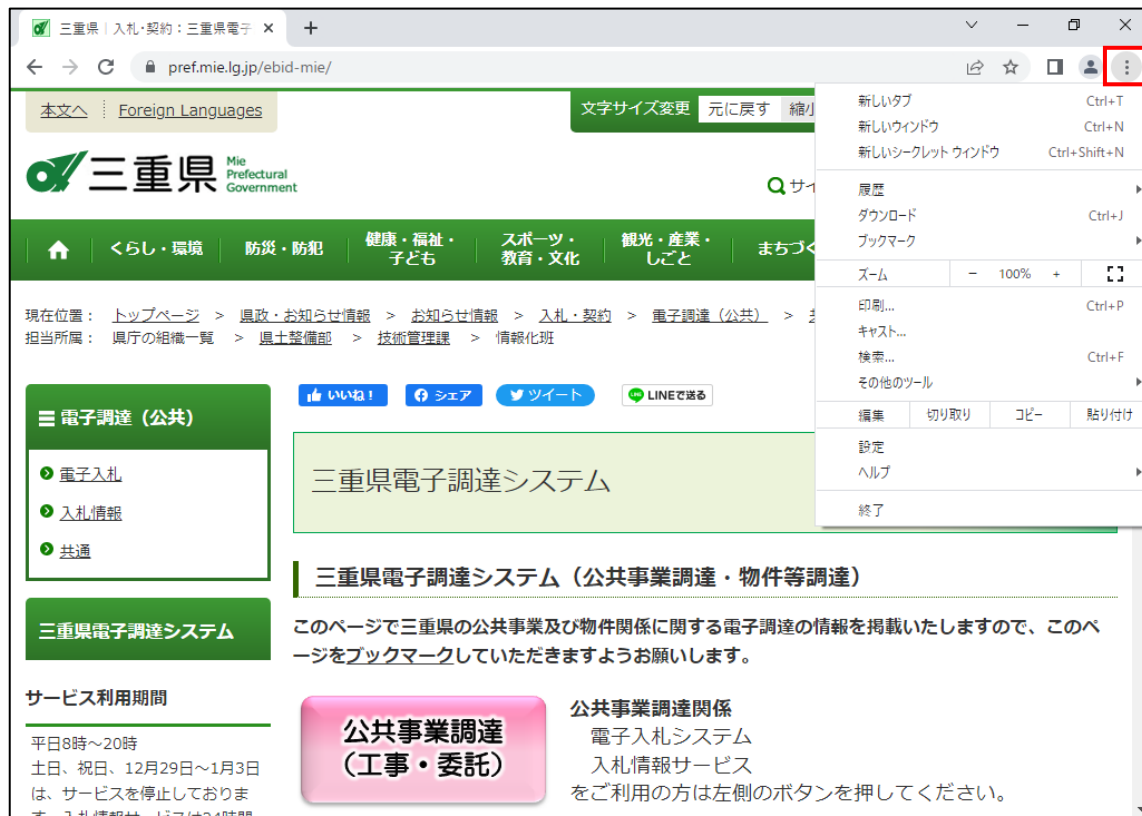 三重県｜入札・契約：三重県電子
pref.mie.lg.jp/ebid-mie/
本文へ Foreign Languages
文字サイズ変更 元に戻す 縮小
三重県 Mie Prefectural Government
サイ
くらし・環境 防災・防犯 健康・福祉・子ども スポーツ・教育・文化 観光・産業・しごと まちづく
現在位置： トップページ > 県政・お知らせ情報 > お知らせ情報 > 入札・契約 > 電子調達（公共） >
担当所属： 県庁の組織一覧 > 県土整備部 > 技術管理課 > 情報化班
新しいタブ Ctrl+T
新しいウィンドウ Ctrl+N
新しいシークレット ウィンドウ Ctrl+Shift+N
履歴
ダウンロード Ctrl+J
ブックマーク
ズーム − 100% +
印刷... Ctrl+P
キャスト...
検索... Ctrl+F
その他のツール
編集 切り取り コピー 貼り付け
設定
ヘルプ
終了
電子調達（公共）
電子入札
入札情報
共通
三重県電子調達システム
サービス利用期間
平日8時～20時
土日、祝日、12月29日～1月3日
は、サービスを停止しておりま
す。入札情報サービスは24時間
いいね！ シェア ツイート LINEで送る
三重県電子調達システム
三重県電子調達システム（公共事業調達・物件等調達）
このページで三重県の公共事業及び物件関係に関する電子調達の情報を掲載いたしますので、このペ
ージをブックマークしていただきますようお願いします。
公共事業調達
（工事・委託）
公共事業調達関係
電子入札システム
入札情報サービス
をご利用の方は左側のボタンを押してください。